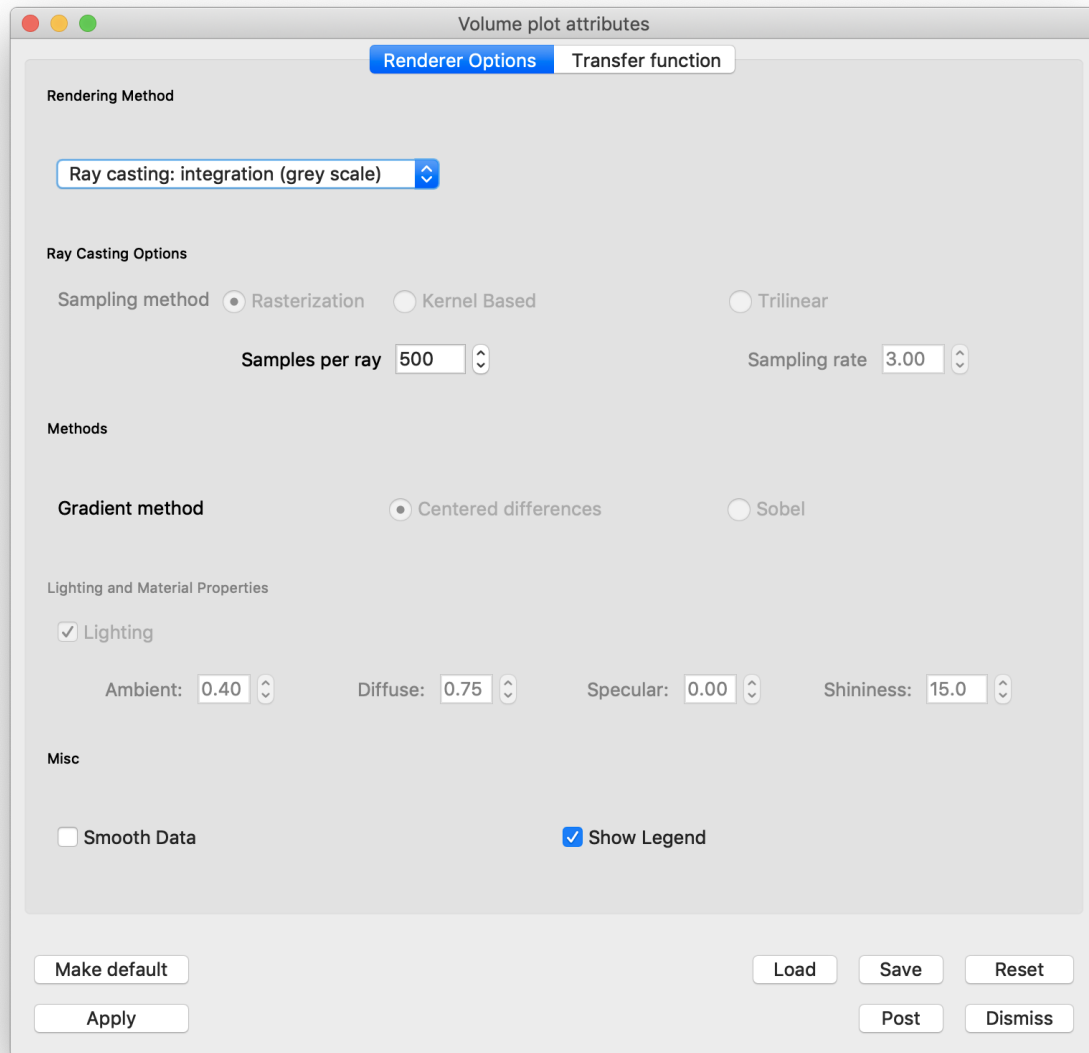 Volume plot attributes
Renderer Options Transfer function
Rendering Method
Ray casting: integration (grey scale)
Ray Casting Options
Sampling method Rasterization Kernel Based Trilinear
Samples per ray 500 Sampling rate 3.00
Methods
Gradient method Centered differences Sobel
Lighting and Material Properties
Lighting
Ambient: 0.40 Diffuse: 0.75 Specular: 0.00 Shininess: 15.0
Misc
Smooth Data Show Legend
Make default Load Save Reset
Apply Post Dismiss